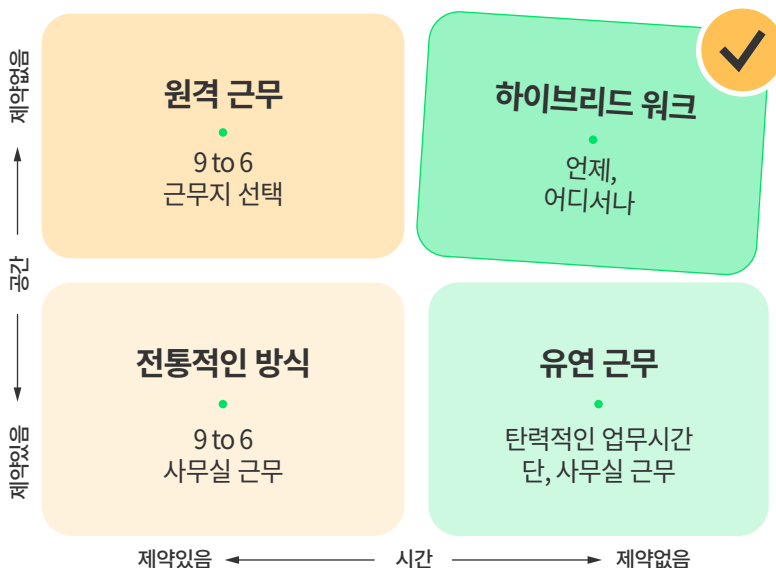 제약없음
공간
제약있음
원격 근무
9 to 6
근무지 선택
하이브리드 워크
언제,
어디서나
전통적인 방식
9 to 6
사무실 근무
유연 근무
탄력적인 업무시간
단, 사무실 근무
제약있음 시간 제약없음